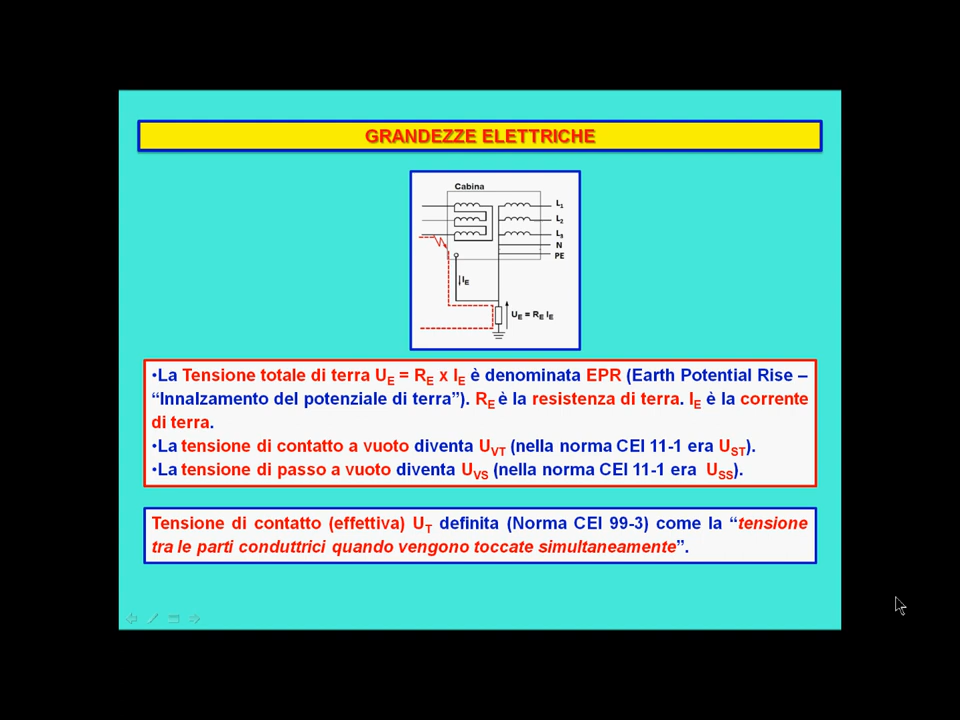 GRANDEZZE ELETTRICHE
Cabina
L1
L2
L3
N
PE
IE
UE = RE IE
•La Tensione totale di terra UE = RE x IE è denominata EPR (Earth Potential Rise –
“Innalzamento del potenziale di terra”). RE è la resistenza di terra. IE è la corrente
di terra.
•La tensione di contatto a vuoto diventa UVT (nella norma CEI 11-1 era UST).
•La tensione di passo a vuoto diventa UVS (nella norma CEI 11-1 era USS).
Tensione di contatto (effettiva) UT definita (Norma CEI 99-3) come la “tensione
tra le parti conduttrici quando vengono toccate simultaneamente”.